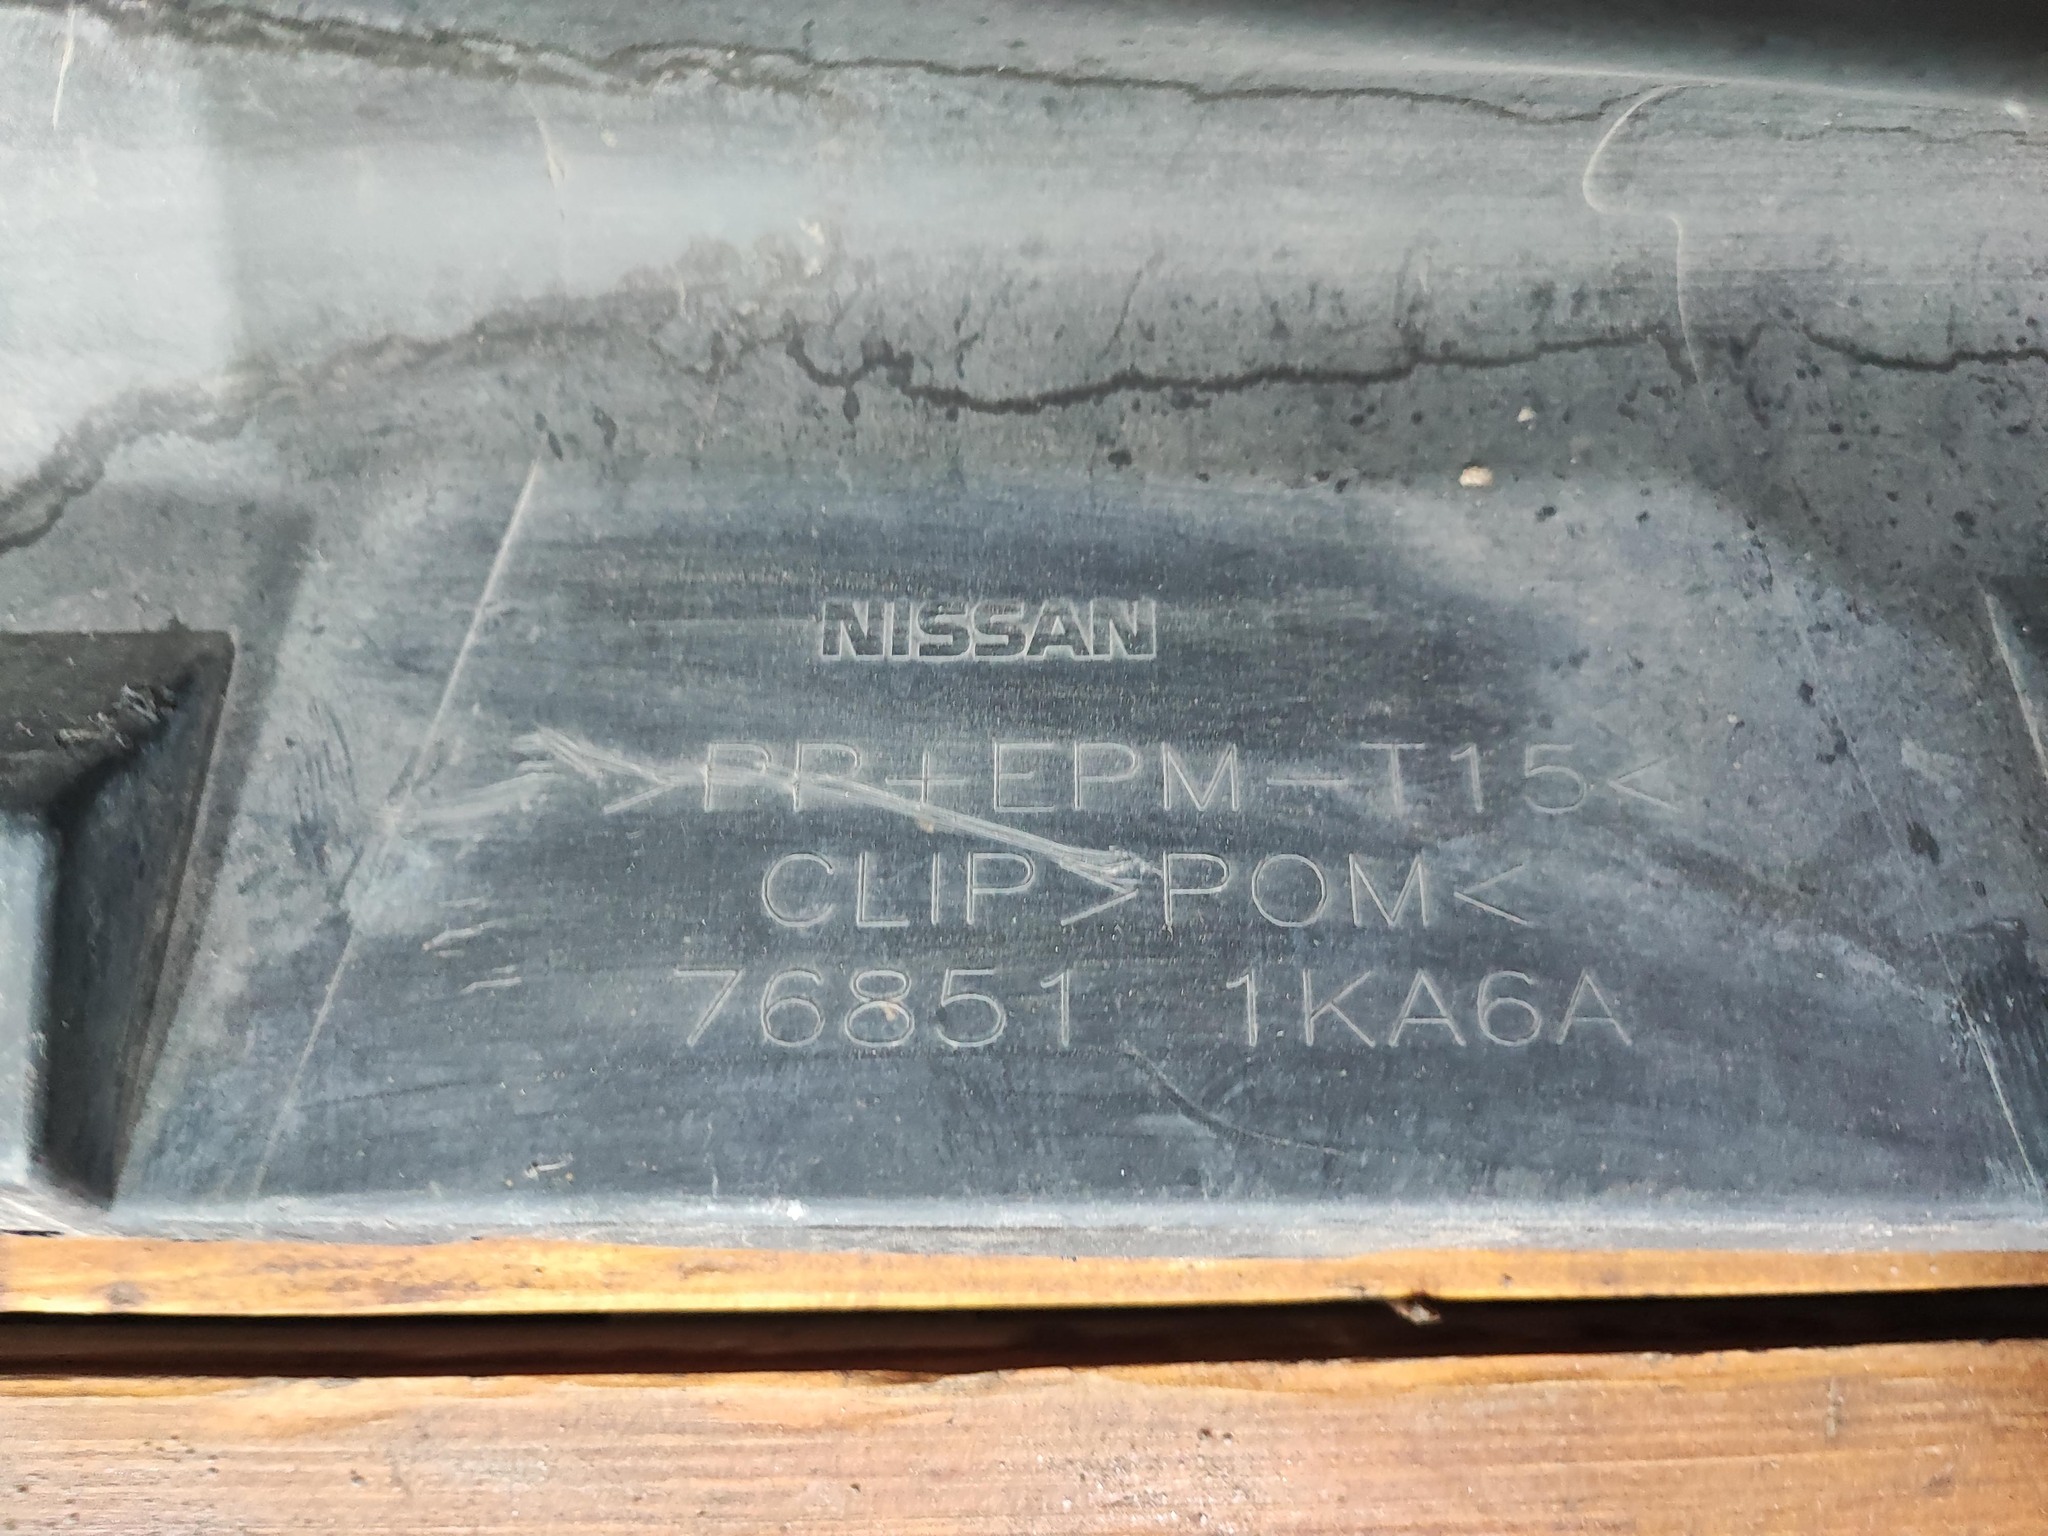 NISSAN
>PP+EPM-T15<
CLIP>POM<
76851 1KA6A